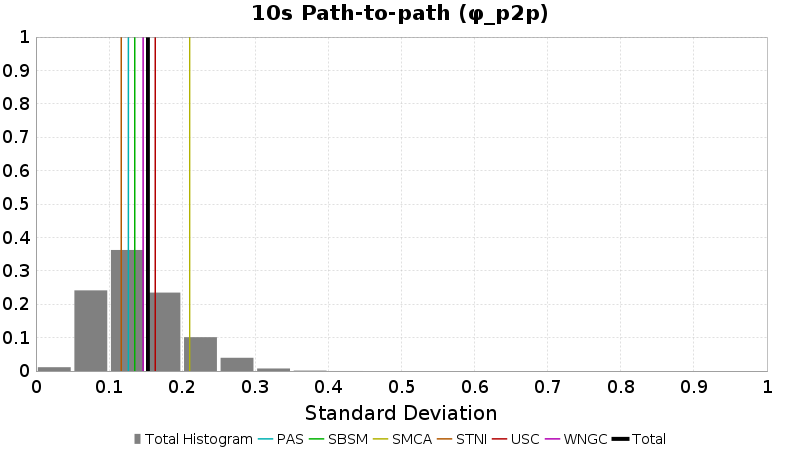 10s Path-to-path (φ_p2p)
1
0.9
0.8
0.7
0.6
0.5
0.4
0.3
0.2
0.1
0
0 0.1 0.2 0.3 0.4 0.5 0.6 0.7 0.8 0.9 1
Standard Deviation
Total Histogram PAS SBSM SMCA STNI USC WNGC Total